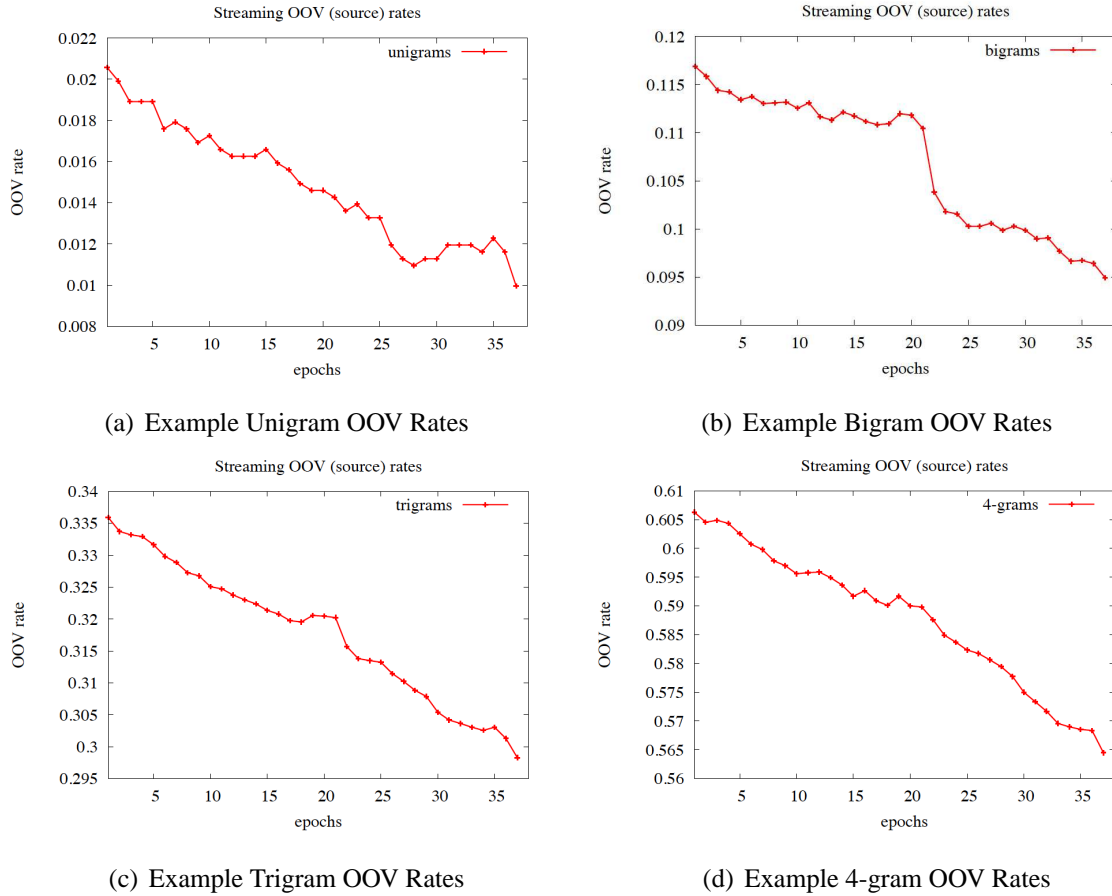 Streaming OOV (source) rates
unigrams
0.022
0.02
0.018
0.016
0.014
0.012
0.01
0.008
OOV rate
5 10 15 20 25 30 35
epochs
(a) Example Unigram OOV Rates
Streaming OOV (source) rates
bigrams
0.12
0.115
0.11
0.105
0.1
0.095
0.09
OOV rate
5 10 15 20 25 30 35
epochs
(b) Example Bigram OOV Rates
Streaming OOV (source) rates
trigrams
0.34
0.335
0.33
0.325
0.32
0.315
0.31
0.305
0.3
0.295
OOV rate
5 10 15 20 25 30 35
epochs
(c) Example Trigram OOV Rates
Streaming OOV (source) rates
4-grams
0.61
0.605
0.6
0.595
0.59
0.585
0.58
0.575
0.57
0.565
0.56
OOV rate
5 10 15 20 25 30 35
epochs
(d) Example 4-gram OOV Rates